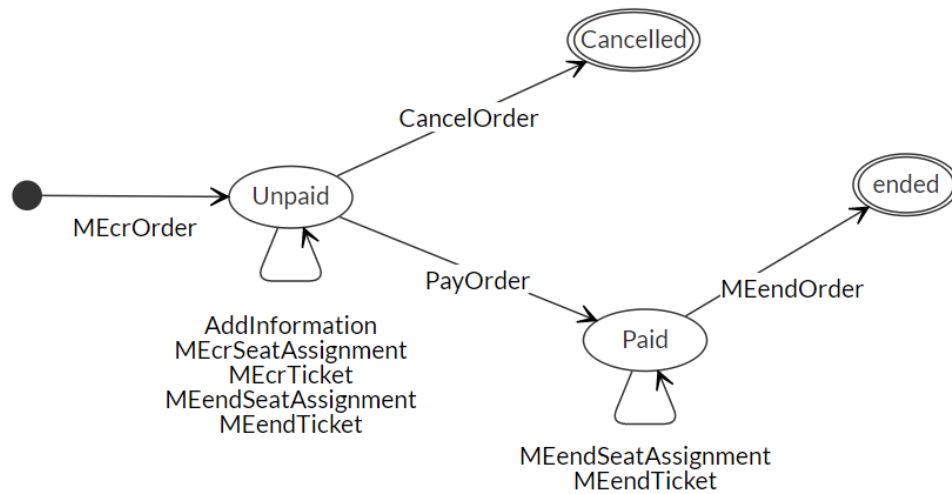 Cancelled
CancelOrder
ended
Unpaid
MEcrOrder
PayOrder
MEendOrder
AddInformation
MEcrSeatAssignment
MEcrTicket
MEendSeatAssignment
MEendTicket
Paid
MEendSeatAssignment
MEendTicket